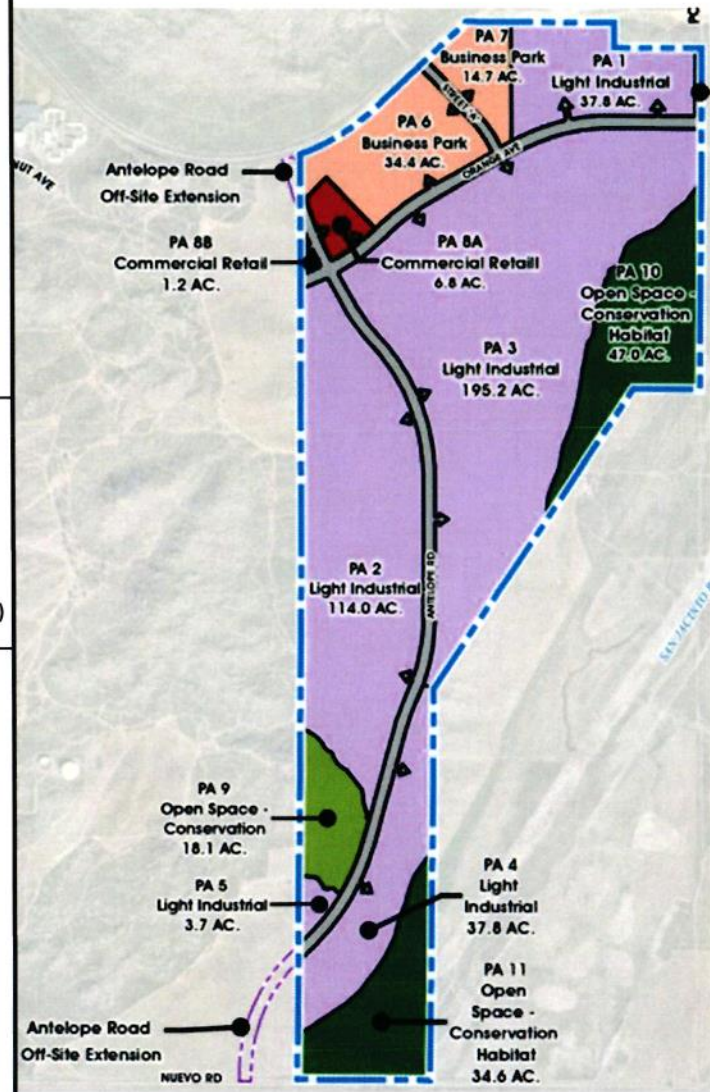 PA 7
Business Park
14.7 AC.
PA 1
Light Industrial
37.8 AC.
STREET "A"
PA 6
Business Park
34.4 AC.
ORANGE AVE
NUT AVE
Antelope Road
Off-Site Extension
PA 8B
Commercial Retail
1.2 AC.
PA 8A
Commercial Retaill
6.8 AC.
PA 10
Open Space -
Conservation
Habitat
47.0 AC.
PA 3
Light Industrial
195.2 AC.
PA 2
Light Industrial
114.0 AC.
ANTELOPE RD
)
SAN JACINTO
PA 9
Open Space -
Conservation
18.1 AC.
PA 5
Light Industrial
3.7 AC.
PA 4
Light
Industrial
37.8 AC.
PA 11
Open
Space -
Conservation
Habitat
34.6 AC.
Antelope Road
Off-Site Extension
NUEVO RD